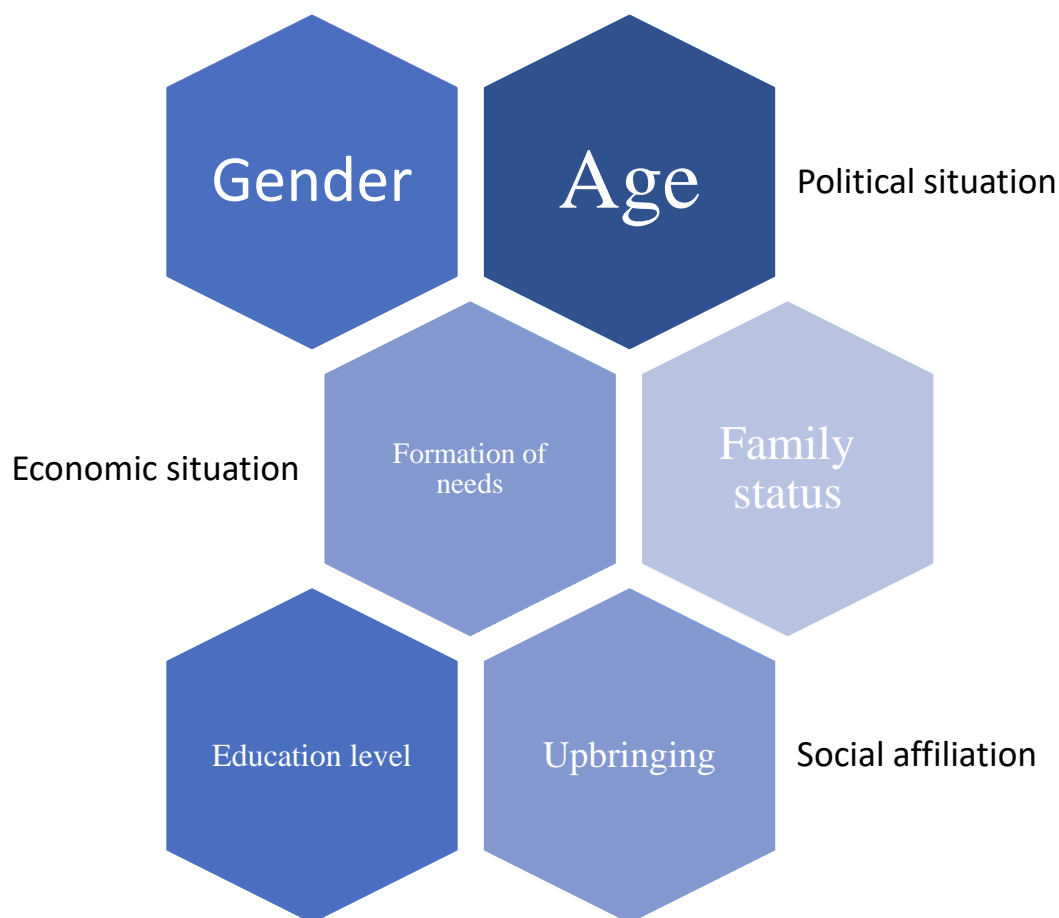 Gender
Age
Political situation
Economic situation
Formation of
needs
Family
status
Education level
Upbringing
Social affiliation